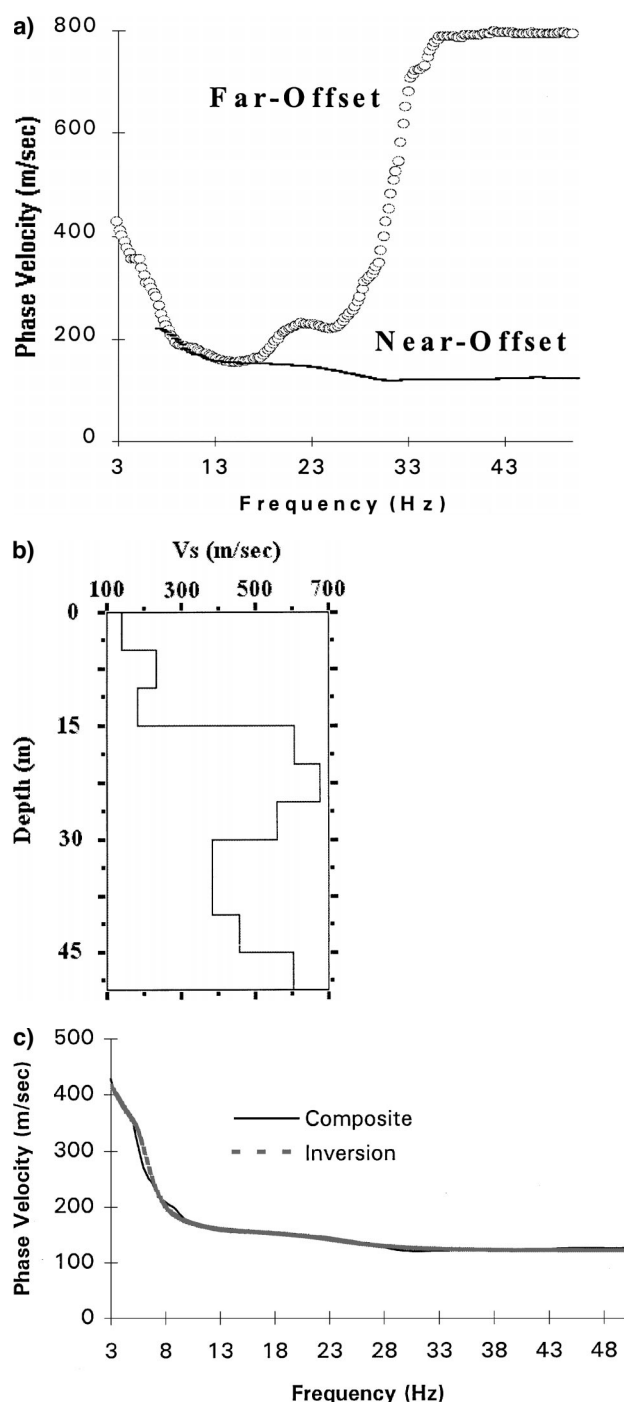 a)
800
600
400
200
0
Phase Velocity (m/sec)
Far-Offset
Near-Offset
3 13 23 33 43
Frequency (Hz)
b)
Vs (m/sec)
100 300 500 700
0
15
30
45
Depth (m)
c)
500
400
300
200
100
0
Phase Velocity (m/sec)
Composite
Inversion
3 8 13 18 23 28 33 38 43 48
Frequency (Hz)